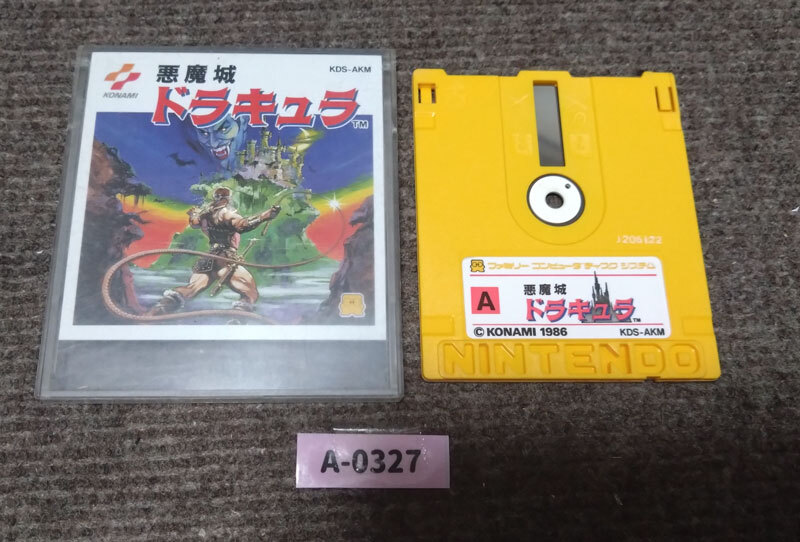 KONAMI
悪魔城
KDS-AKM
ドラキュラ
TM
ファミリー コンピュータ ディスク システム
A
悪魔城
ドラキュラ
TM
© KONAMI 1986
KDS-AKM
NINTENDO
A-0327